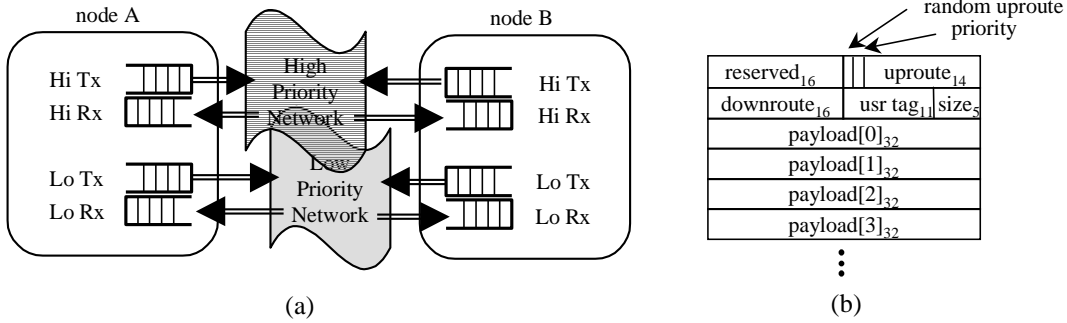 node A
node B
Hi Tx
Hi Rx
Lo Tx
Lo Rx
High
Priority
Network
Low
Priority
Network
Hi Tx
Hi Rx
Lo Tx
Lo Rx
(a)
random uproute
priority
reserved16 uproute14
downroute16 usr tag11 size5
payload[0]32
payload[1]32
payload[2]32
payload[3]32
(b)